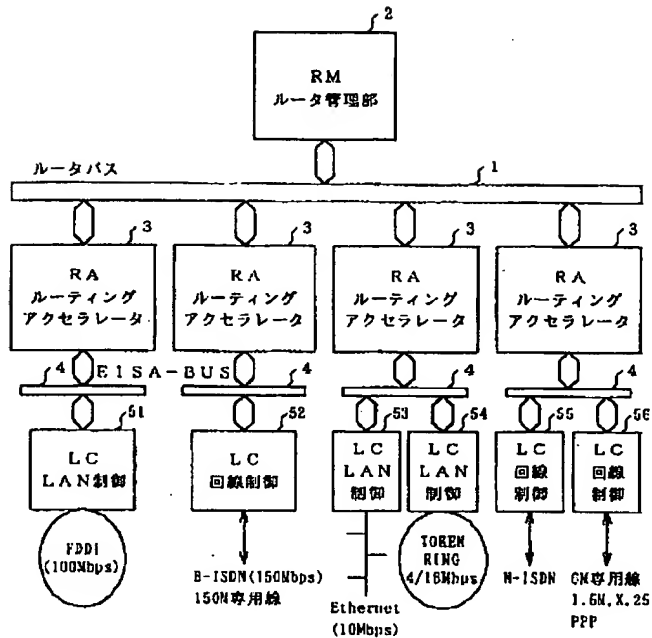 2
RM
ルータ管理部
ルータバス
1
3
3
3
3
RA
ルーティング
アクセラレータ
RA
ルーティング
アクセラレータ
RA
ルーティング
アクセラレータ
RA
ルーティング
アクセラレータ
4
EISA-BUS
4
4
4
51
52
53
54
55
56
LC
LAN制御
LC
回線制御
LC
LAN
制御
LC
LAN
制御
LC
回線
制御
LC
回線
制御
FDDI
(100Mbps)
B-ISDN(150Mbps)
150M専用線
Ethernet
(10Mbps)
TOKEN
RING
4/16Mbps
N-ISDN
6M専用線
1.5M,X.25
PPP